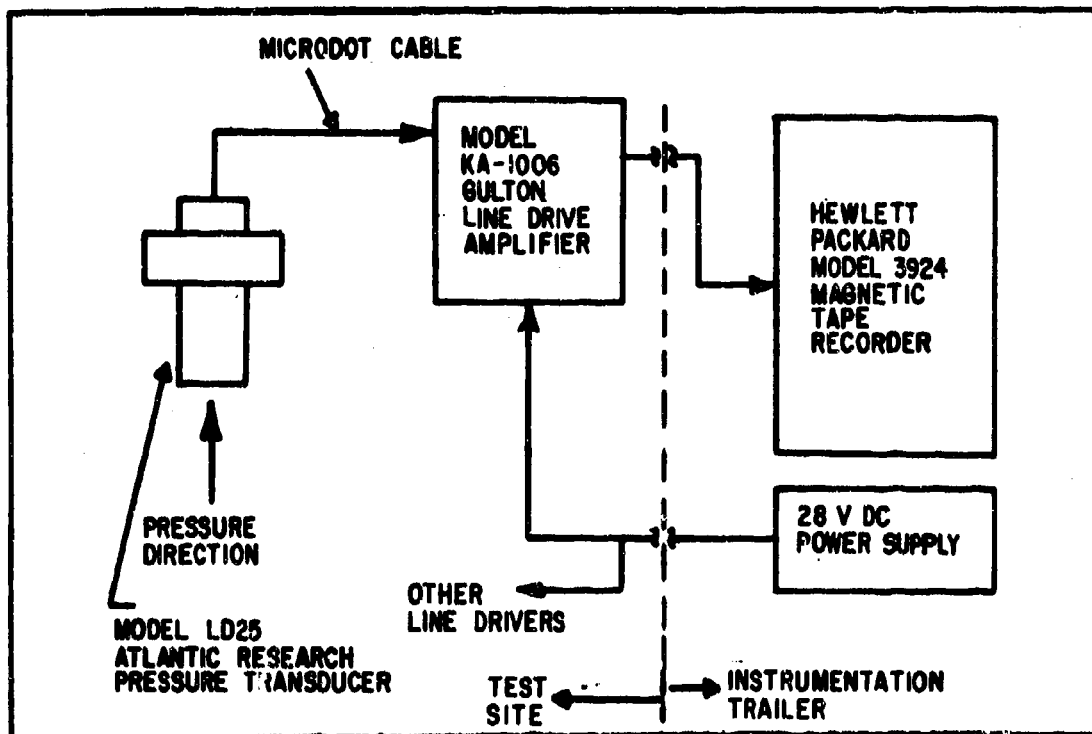 MICRODOT CABLE
MODEL
KA-1006
GULTON
LINE DRIVE
AMPLIFIER
HEWLETT
PACKARD
MODEL 3924
MAGNETIC
TAPE
RECORDER
PRESSURE
DIRECTION
28 V DC
POWER SUPPLY
OTHER
LINE DRIVERS
MODEL LD25
ATLANTIC RESEARCH
PRESSURE TRANSDUCER
TEST
SITE
INSTRUMENTATION
TRAILER